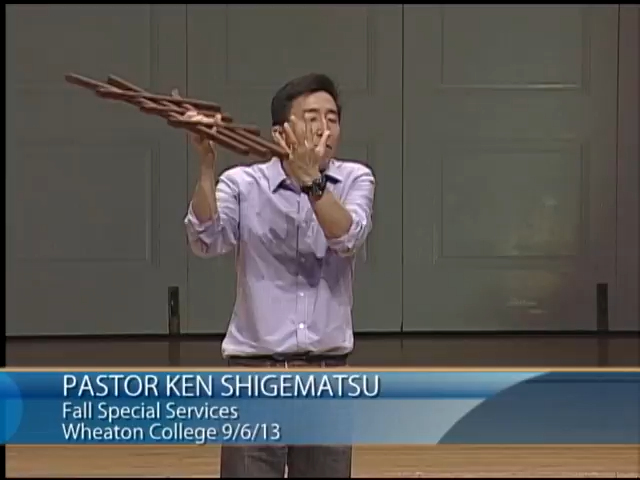 PASTOR KEN SHIGEMATSU
Fall Special Services
Wheaton College 9/6/13